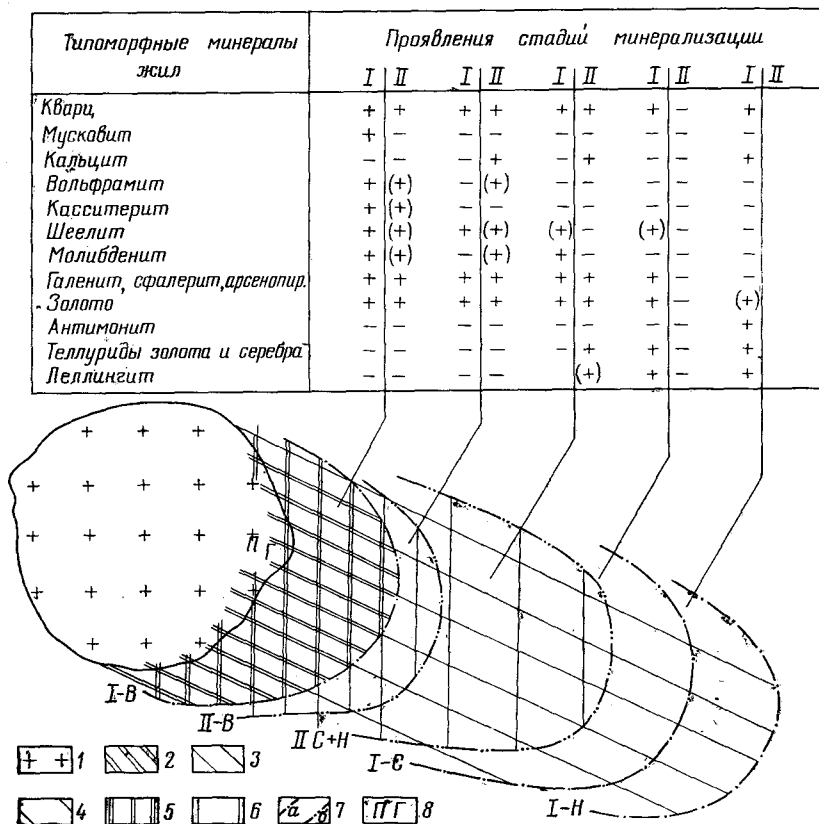 Типоморфные минералы жил
Проявления стадий минерализации
I II I II I II I II I II
Кварц + + + + + + + - +
Мусковит + - - - - - - - -
Кальцит - - - + - + - - +
Вольфрамит + (+) - (+) - - - - -
Касситерит + (+) - - - - - - -
Шеелит + (+) + (+) (+) - (+) - -
Молибденит + (+) - (+) + - - - -
Галенит, сфалерит, арсенопир. + + + + + + + - -
Золото + + + + + + + - (+)
Антимонит - - - - - - - - +
Теллуриды золота и серебра - - - - - + + - +
Леллингит - - - - (+) + - +
П Г
I-В
II-В
II С+Н
I-С
I-Н
1 2 3
4 5 6 а б 7 ПГ 8